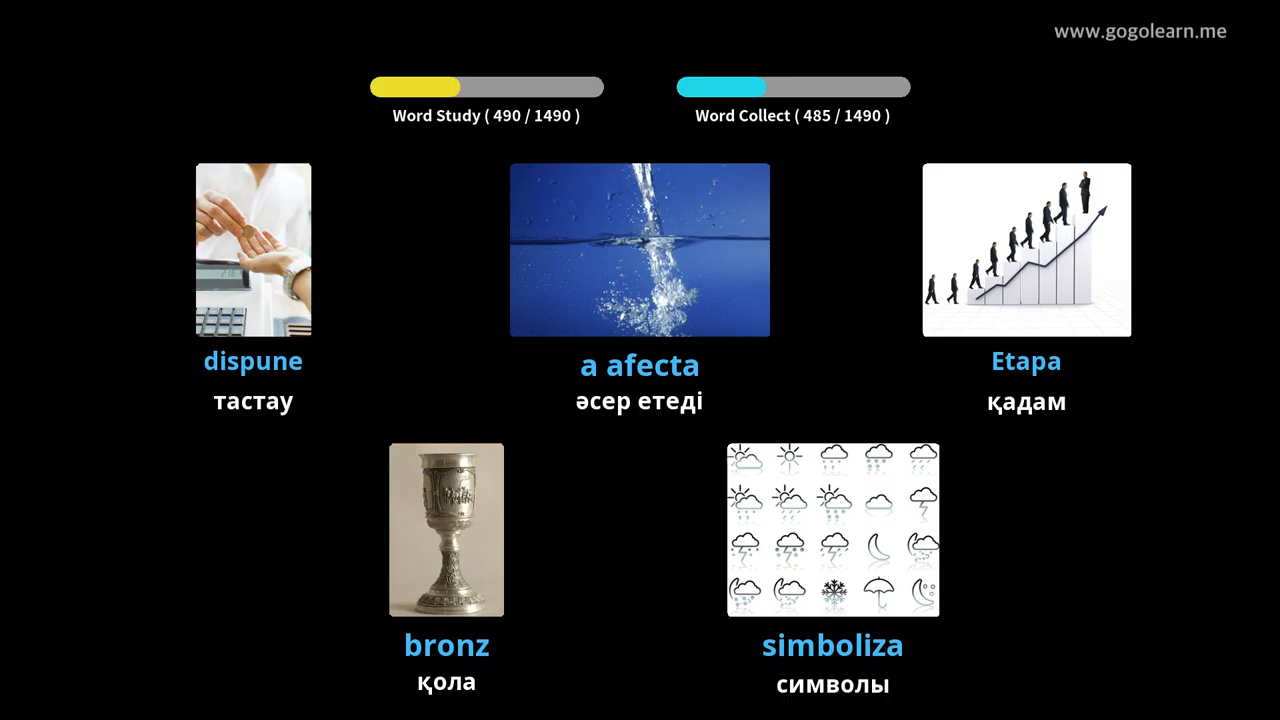 www.gogolearn.me
Word Study ( 490 / 1490 )
Word Collect ( 485 / 1490 )
dispune
тастау
a afecta
әсер етеді
Etapa
қадам
bronz
қола
simboliza
символы